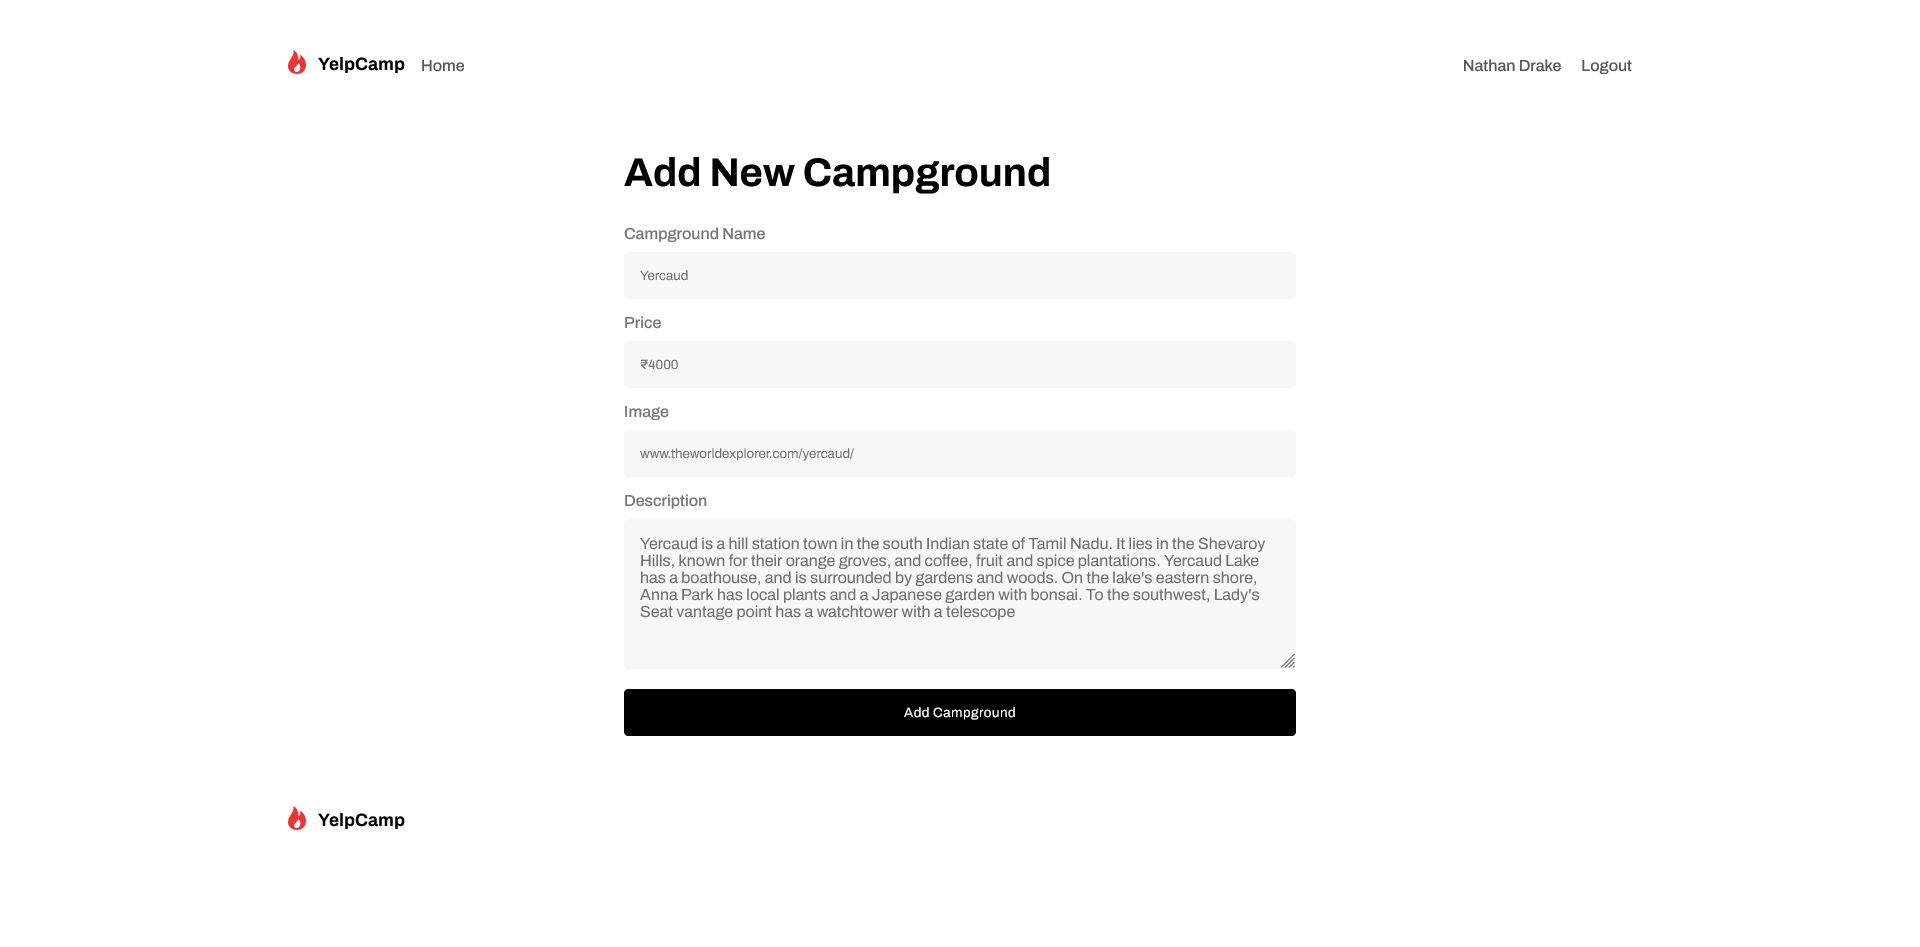 YelpCamp Home Nathan Drake Logout
Add New Campground
Campground Name
Yercaud
Price
₹4000
Image
www.theworldexplorer.com/yercaud/
Description
Yercaud is a hill station town in the south Indian state of Tamil Nadu. It lies in the Shevaroy
Hills, known for their orange groves, and coffee, fruit and spice plantations. Yercaud Lake
has a boathouse, and is surrounded by gardens and woods. On the lake's eastern shore,
Anna Park has local plants and a Japanese garden with bonsai. To the southwest, Lady's
Seat vantage point has a watchtower with a telescope
Add Campground
YelpCamp